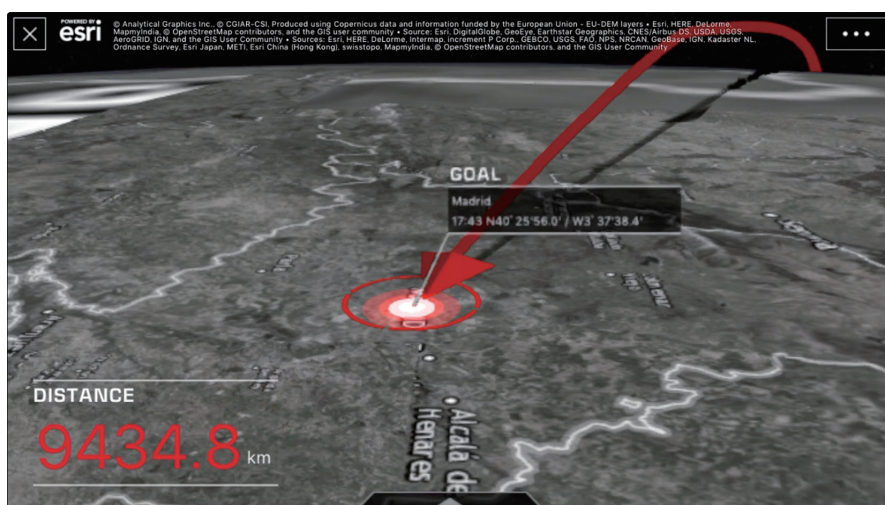 POWERED BY
esri
© Analytical Graphics Inc., © CGIAR-CSI, Produced using Copernicus data and information funded by the European Union - EU-DEM layers • Esri, HERE, DeLorme,
MapmyIndia, © OpenStreetMap contributors, and the GIS user community • Source: Esri, DigitalGlobe, GeoEye, Earthstar Geographics, CNES/Airbus DS, USDA, USGS,
AeroGRID, IGN, and the GIS User Community • Sources: Esri, HERE, DeLorme, Intermap, increment P Corp., GEBCO, USGS, FAO, NPS, NRCAN, GeoBase, IGN, Kadaster NL,
Ordnance Survey, Esri Japan, METI, Esri China (Hong Kong), swisstopo, MapmyIndia, © OpenStreetMap contributors, and the GIS User Community
GOAL
Madrid
17:43 N40° 25'56.0' / W3° 37'38.4'
DISTANCE
9434.8 km
Alcalá de
Henares